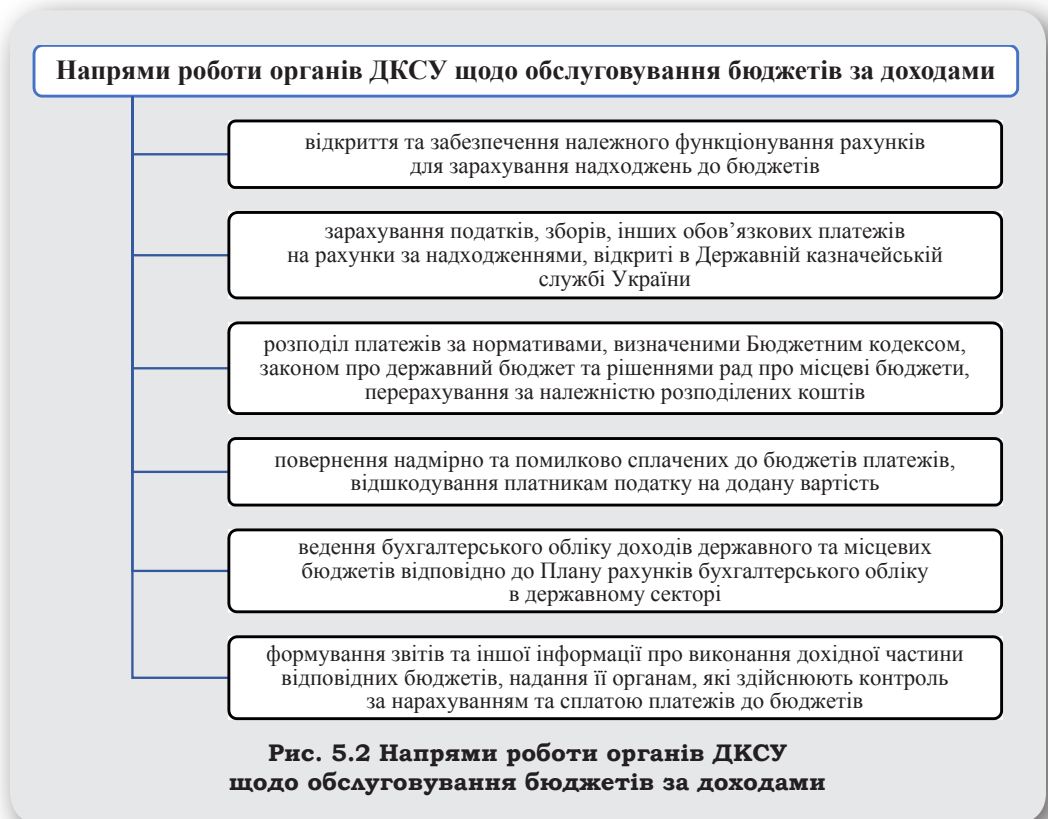 Напрями роботи органів ДКСУ щодо обслуговування бюджетів за доходами
відкриття та забезпечення належного функціонування рахунків
для зарахування надходжень до бюджетів
зарахування податків, зборів, інших обов’язкових платежів
на рахунки за надходженнями, відкриті в Державній казначейській
службі України
розподіл платежів за нормативами, визначеними Бюджетним кодексом,
законом про державний бюджет та рішеннями рад про місцеві бюджети,
перерахування за належністю розподілених коштів
повернення надмірно та помилково сплачених до бюджетів платежів,
відшкодування платникам податку на додану вартість
ведення бухгалтерського обліку доходів державного та місцевих
бюджетів відповідно до Плану рахунків бухгалтерського обліку
в державному секторі
формування звітів та іншої інформації про виконання дохідної частини
відповідних бюджетів, надання її органам, які здійснюють контроль
за нарахуванням та сплатою платежів до бюджетів
Рис. 5.2 Напрями роботи органів ДКСУ
щодо обслуговування бюджетів за доходами